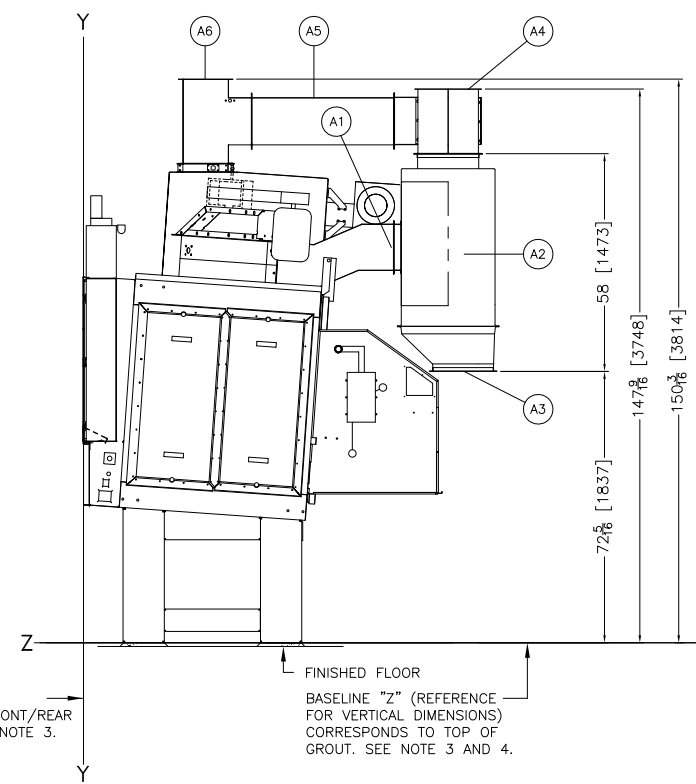 Y
A6
A5
A4
A1
A2
A3
58 [1473]
72 5/16 [1837]
147 9/16 [3748]
150 3/16 [3814]
Z
FINISHED FLOOR
BASELINE "Z" (REFERENCE
FOR VERTICAL DIMENSIONS)
CORRESPONDS TO TOP OF
GROUT. SEE NOTE 3 AND 4.
ONT/REAR
NOTE 3.
Y